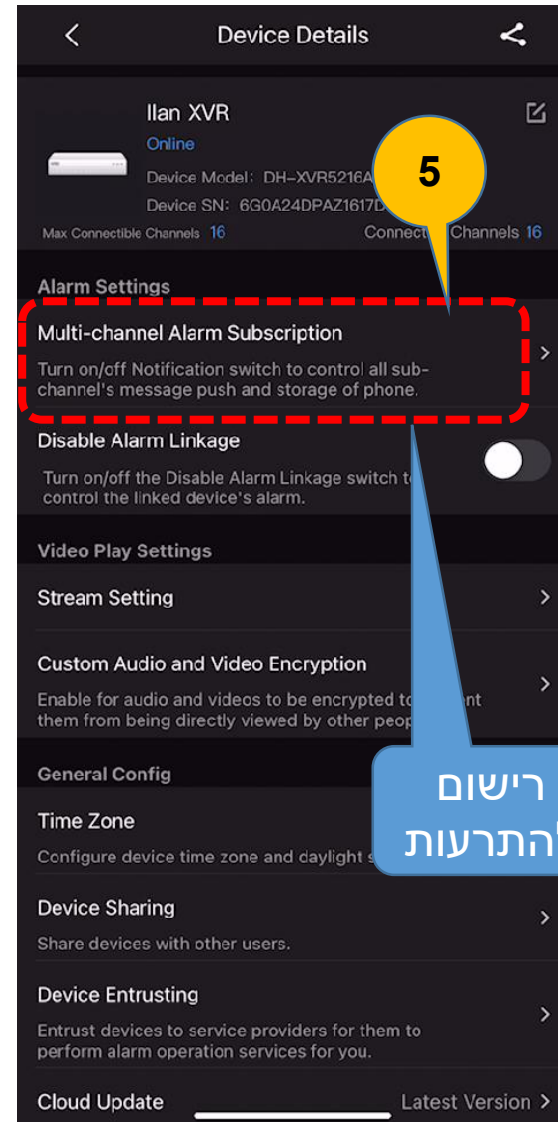 Device Details
Ilan XVR
Online
5
Device Model: DH-XVR5216A
Device SN: 6G0A24DPAZ1617D
Max Connectible Channels 16
Connect Channels 16
Alarm Settings
Multi-channel Alarm Subscription
Turn on/off Notification switch to control all sub-
channel's message push and storage of phone.
Disable Alarm Linkage
Turn on/off the Disable Alarm Linkage switch t
control the linked device's alarm.
Video Play Settings
Stream Setting
Custom Audio and Video Encryption
Enable for audio and videos to be encrypted to
them from being directly viewed by other
General Config
רישום
להתרעות
Time Zone
Configure device time zone and daylight
Device Sharing
Share devices with other users.
Device Entrusting
Entrust devices to service providers for them to
perform alarm operation services for you.
Cloud Update
Latest Version